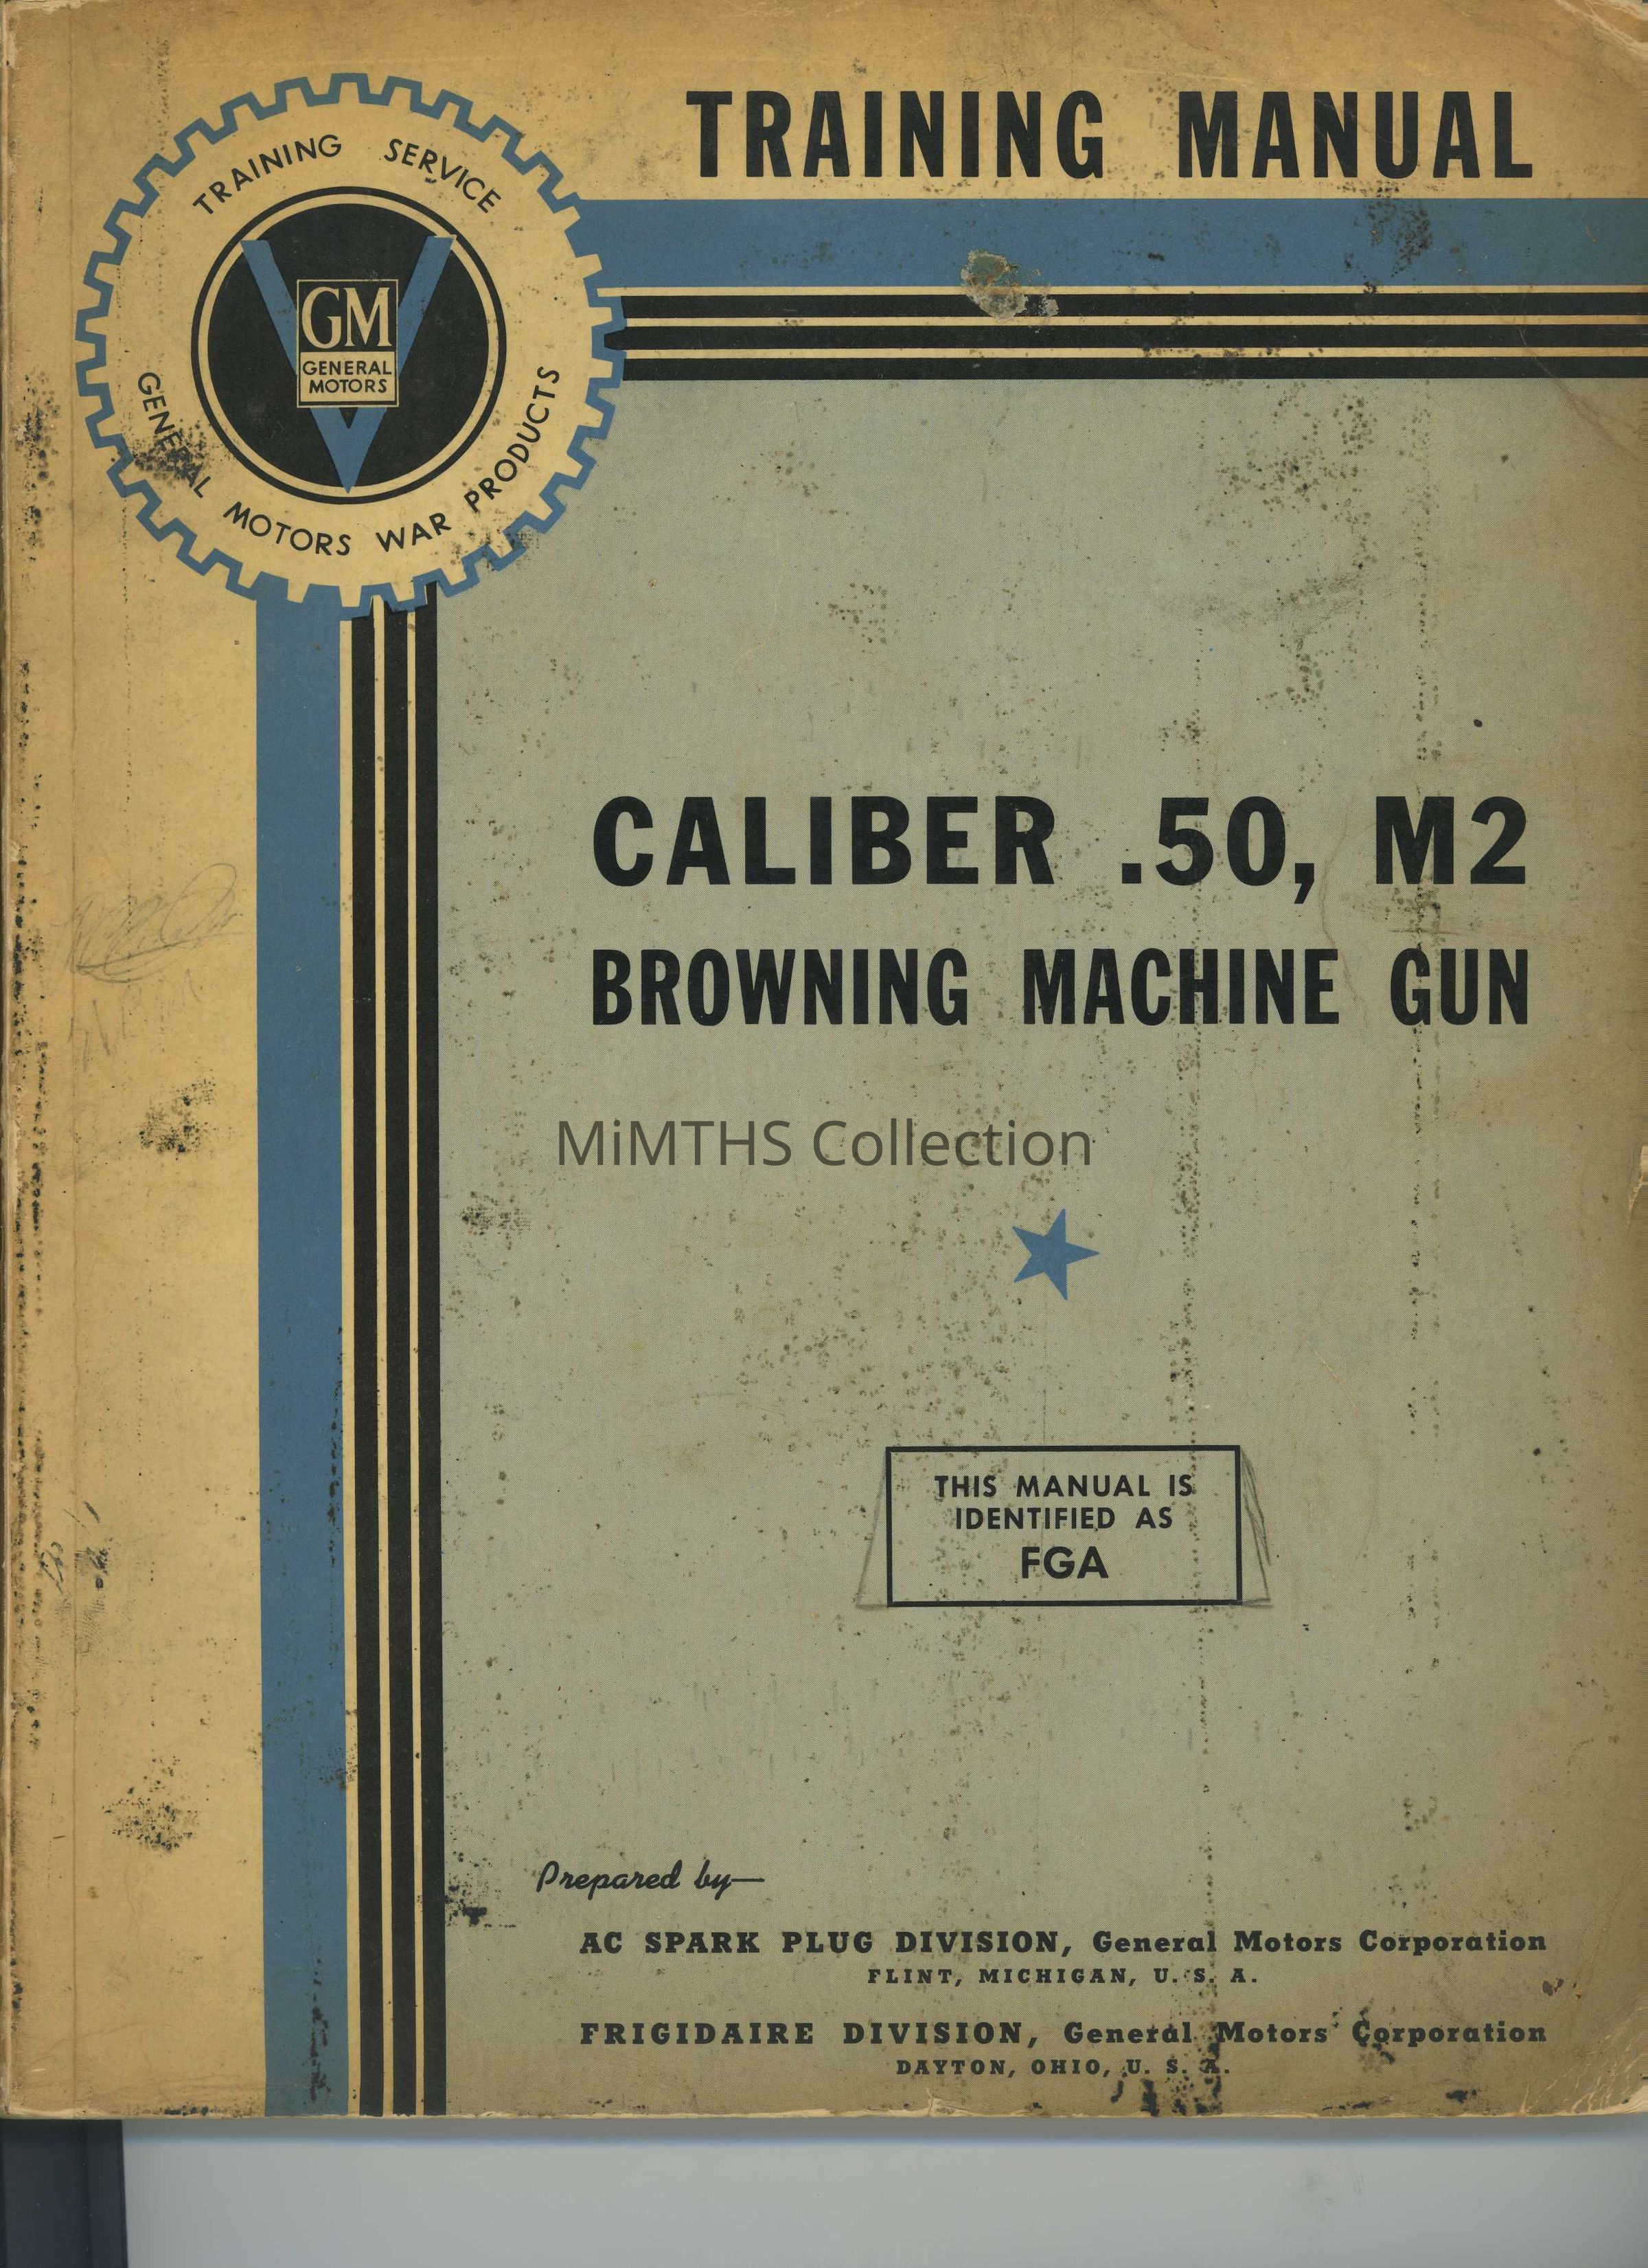 TRAINING MANUAL
TRAINING SERVICE
GM
GENERAL
MOTORS
GENERAL MOTORS WAR PRODUCTS
CALIBER .50, M2
BROWNING MACHINE GUN
MiMTHS Collection
THIS MANUAL IS
IDENTIFIED AS
FGA
Prepared by—
AC SPARK PLUG DIVISION, General Motors Corporation
FLINT, MICHIGAN, U. S. A.
FRIGIDAIRE DIVISION, General Motors Corporation
DAYTON, OHIO, U. S. A.